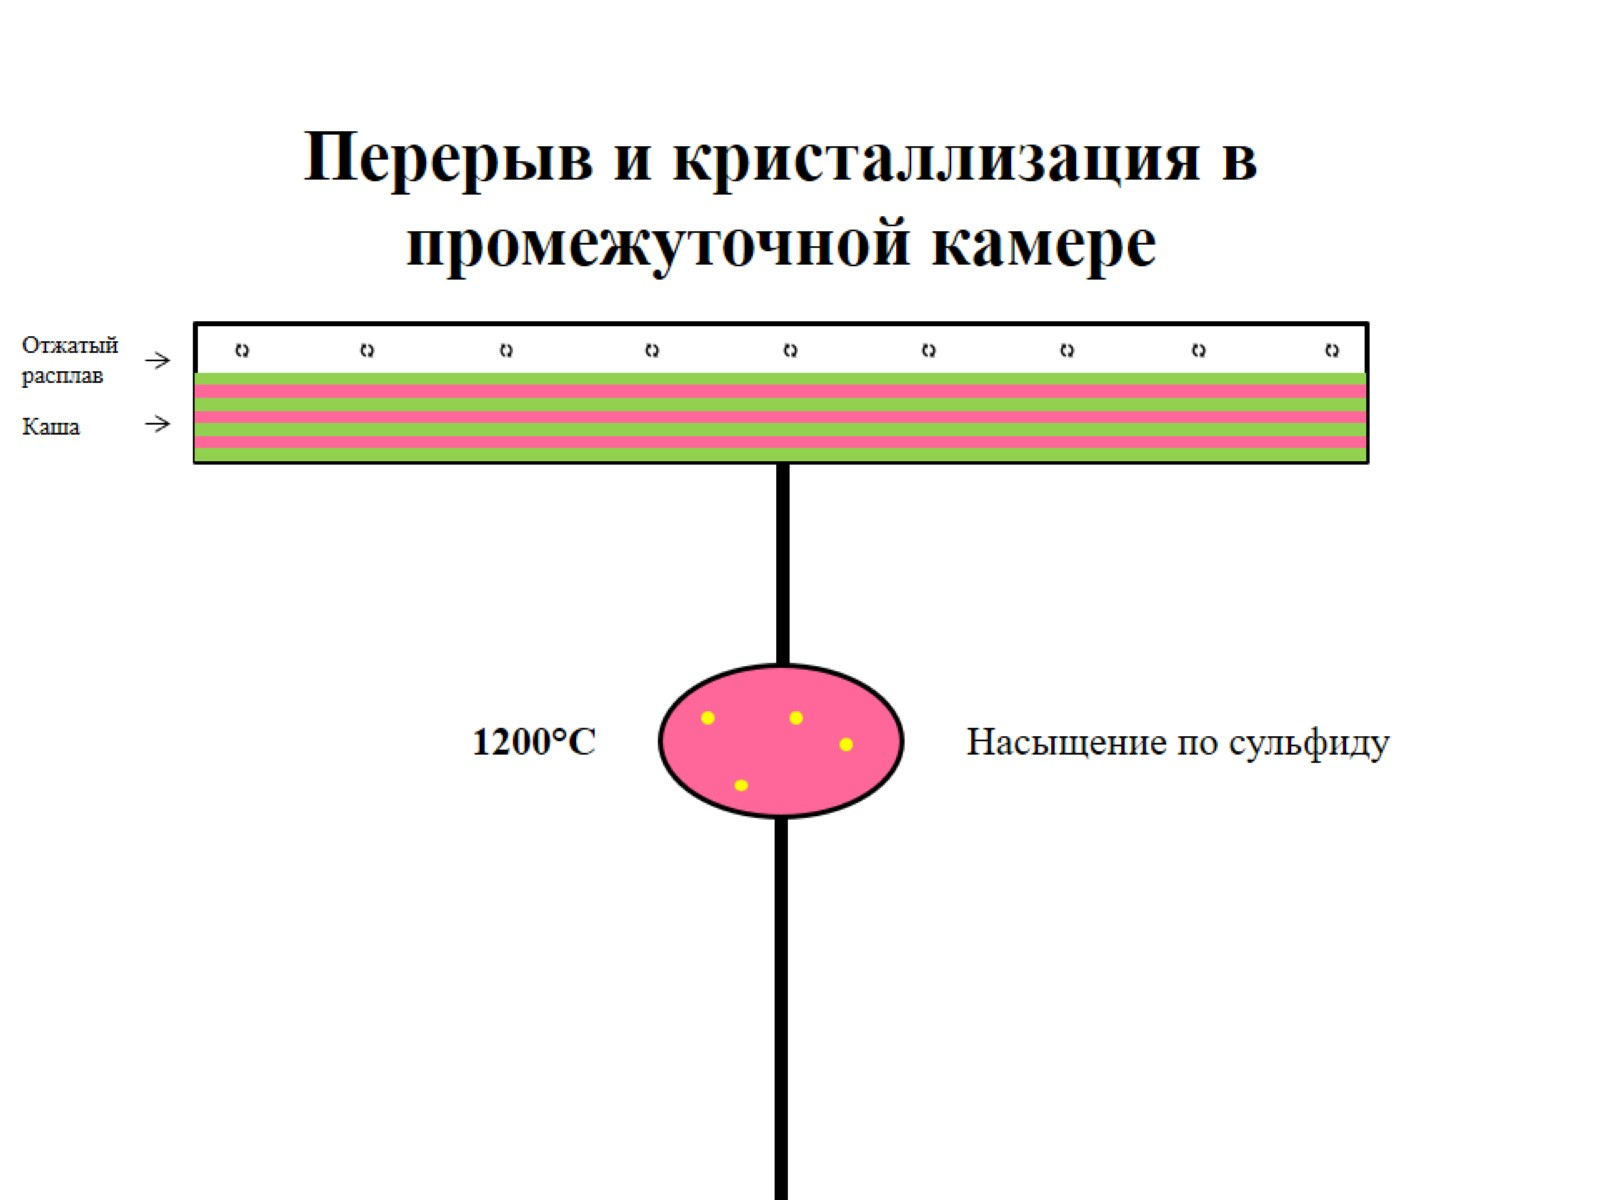 Перерыв и кристаллизация в
промежуточной камере
Отжатый
расплав
Каша
1200°C
Насыщение по сульфиду